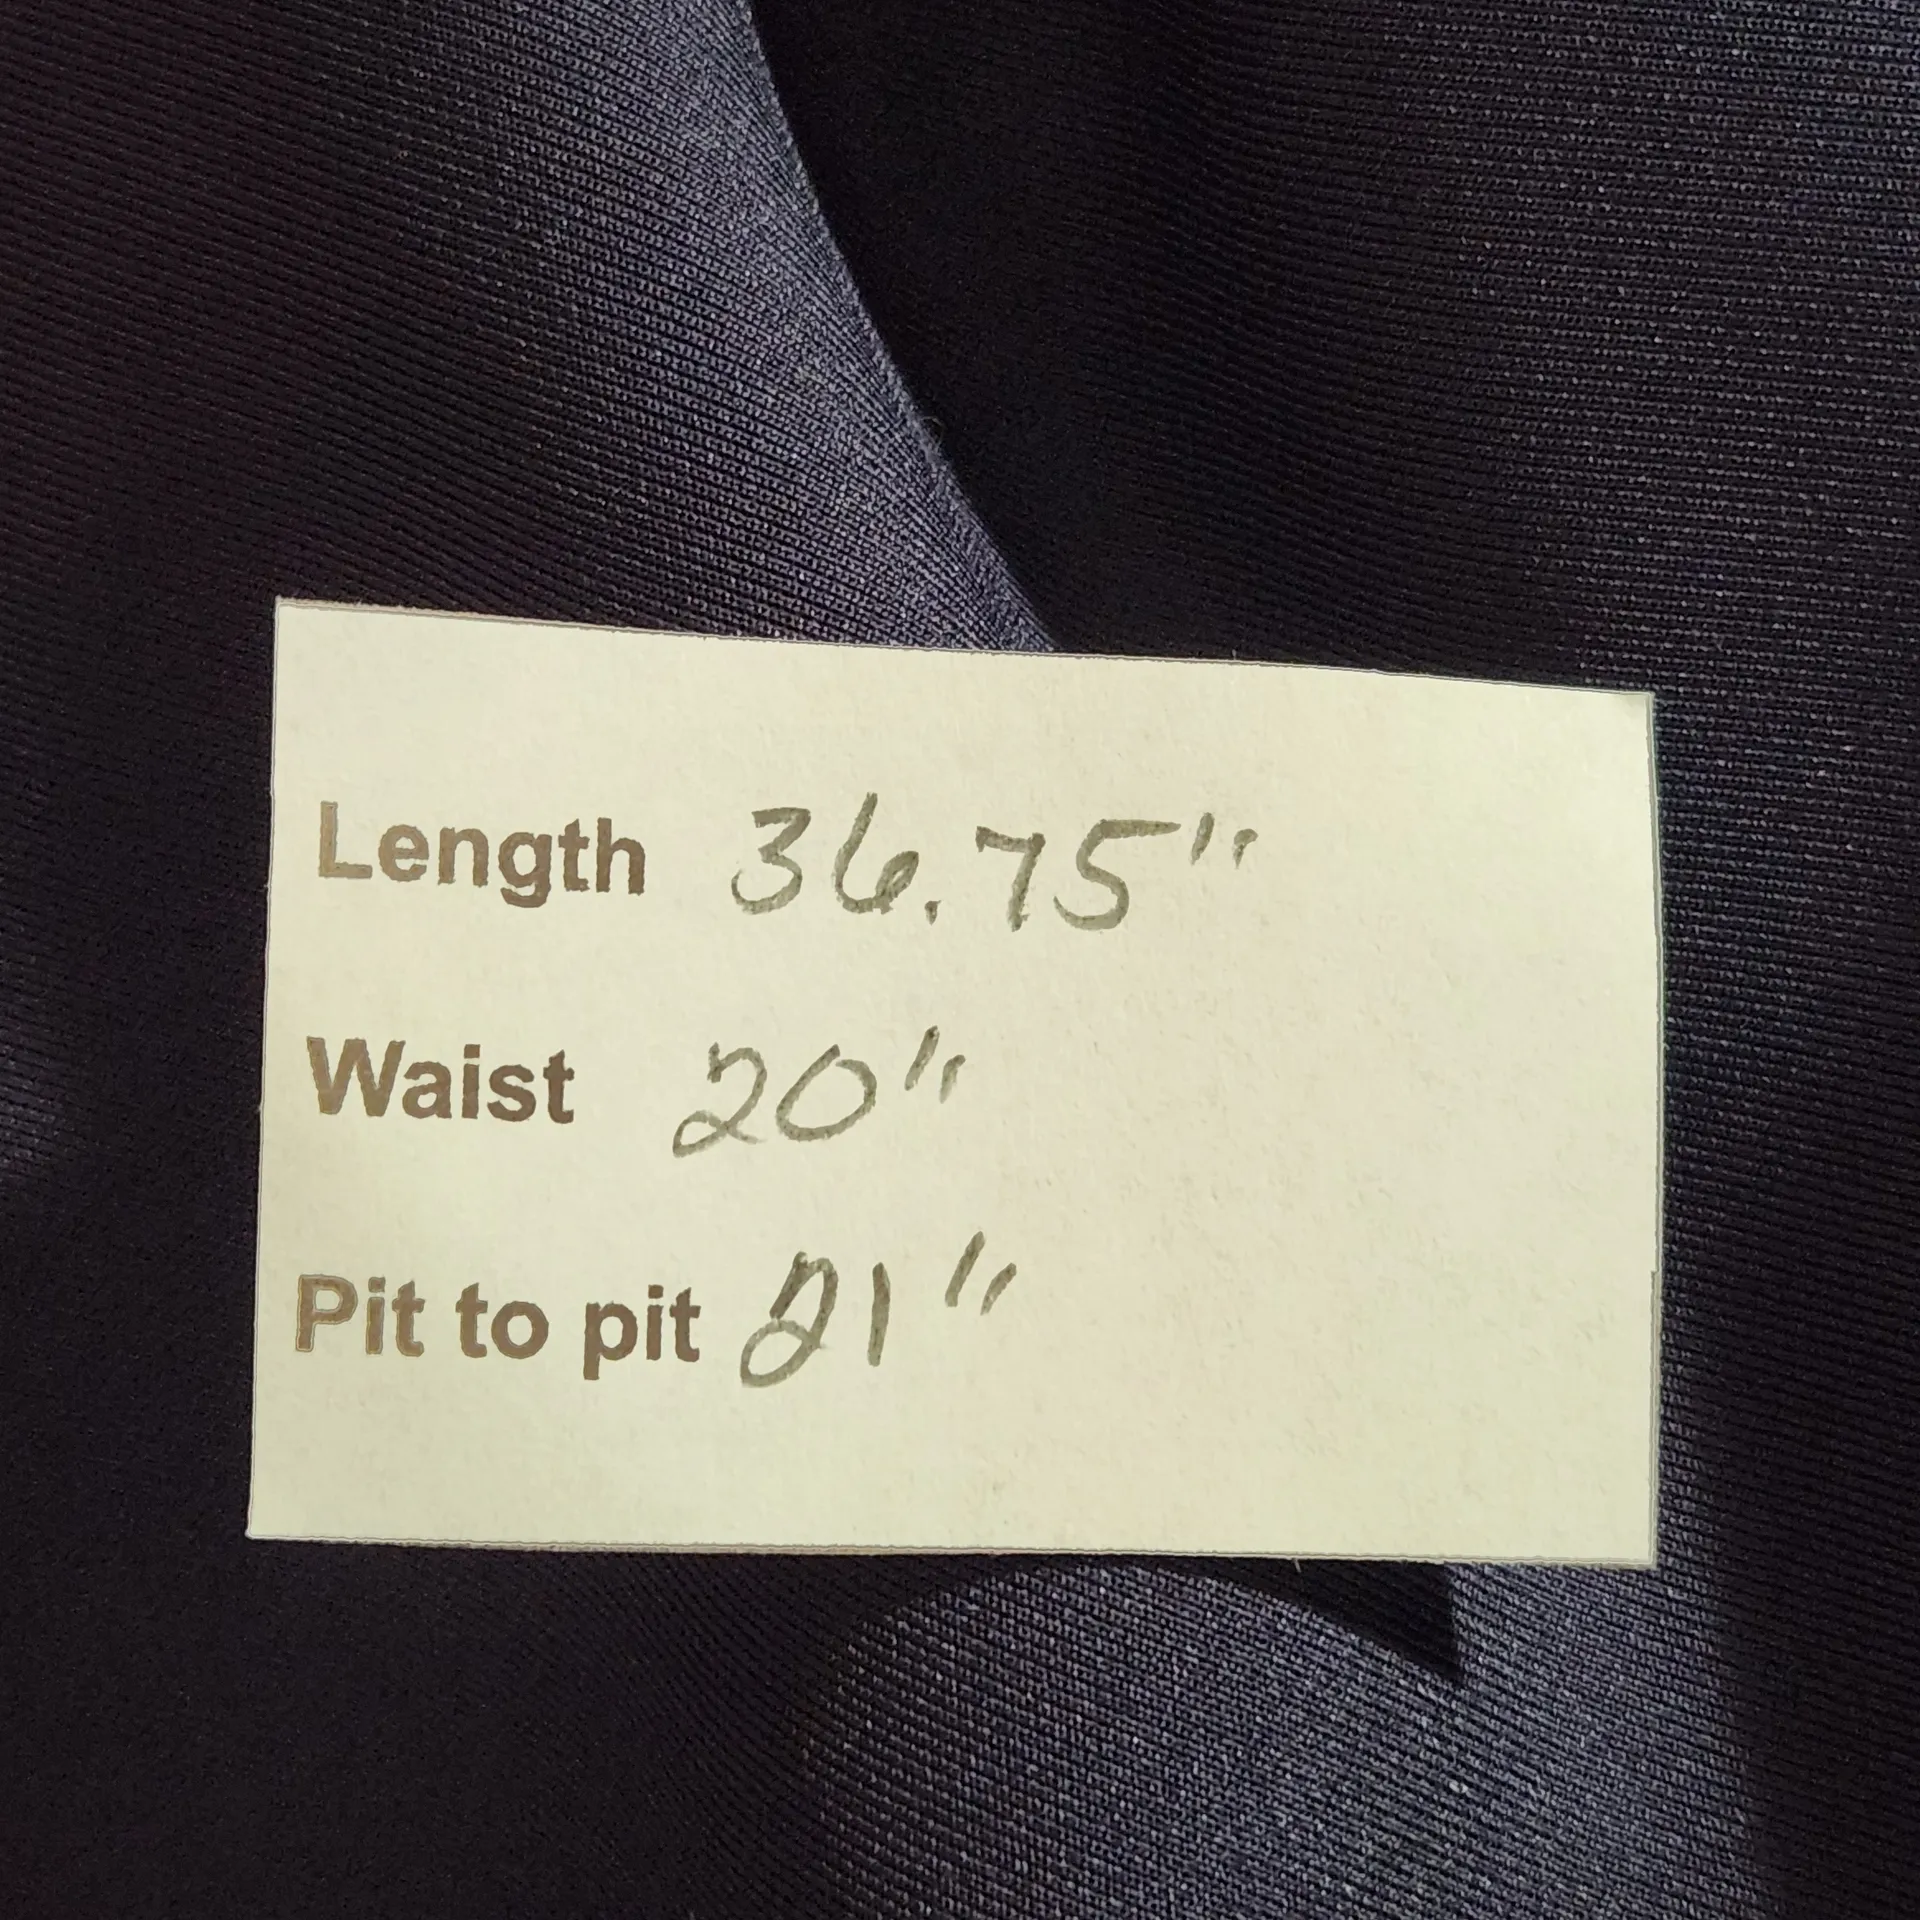 Length 36.75"
Waist 20"
Pit to pit 21"